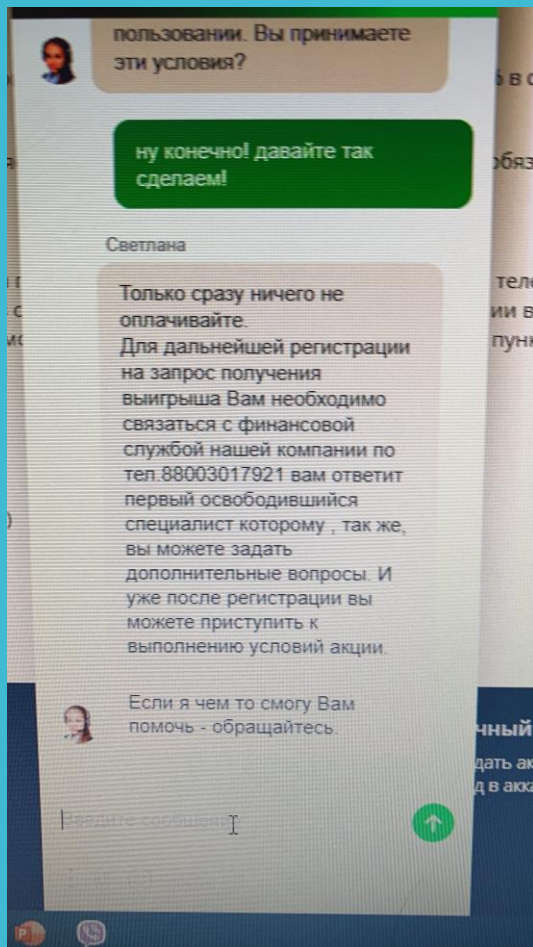 пользовании. Вы принимаете
эти условия?
ну конечно! давайте так
сделаем!
Светлана
Только сразу ничего не
оплачивайте.
Для дальнейшей регистрации
на запрос получения
выигрыша Вам необходимо
связаться с финансовой
службой нашей компании по
тел.88003017921 вам ответит
первый освободившийся
специалист которому , так же,
вы можете задать
дополнительные вопросы. И
уже после регистрации вы
можете приступить к
выполнению условий акции.
Если я чем то смогу Вам
помочь - обращайтесь.
Введите сообщение